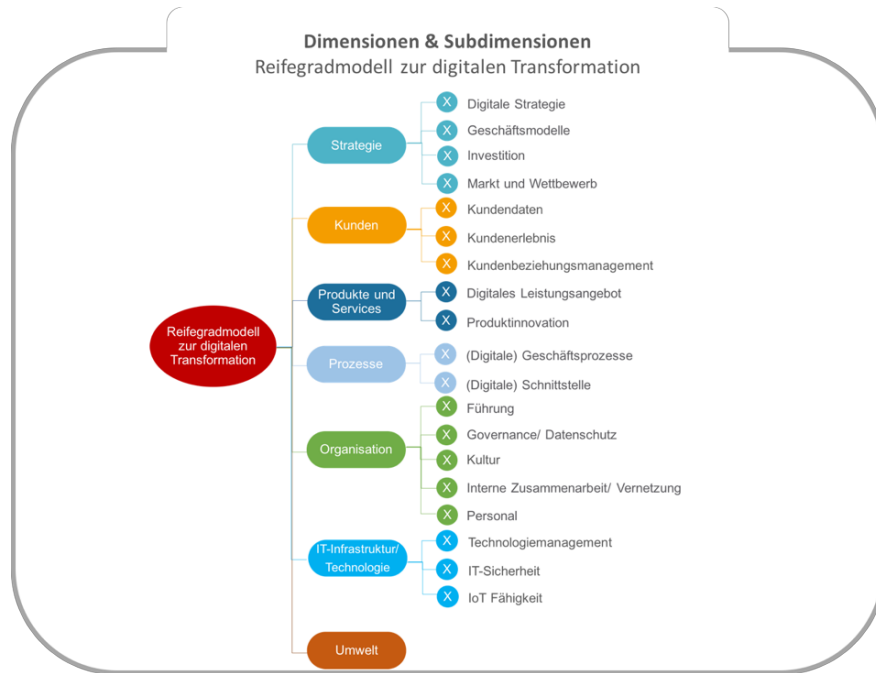 Dimensionen & Subdimensionen
Reifegradmodell zur digitalen Transformation
Reifegradmodell
zur digitalen
Transformation
Strategie
X Digitale Strategie
X Geschäftsmodelle
X Investition
X Markt und Wettbewerb
Kunden
X Kundendaten
X Kundenerlebnis
X Kundenbeziehungsmanagement
Produkte und
Services
X Digitales Leistungsangebot
X Produktinnovation
Prozesse
X (Digitale) Geschäftsprozesse
X (Digitale) Schnittstelle
Organisation
X Führung
X Governance/ Datenschutz
X Kultur
X Interne Zusammenarbeit/ Vernetzung
X Personal
IT-Infrastruktur/
Technologie
X Technologiemanagement
X IT-Sicherheit
X IoT Fähigkeit
Umwelt